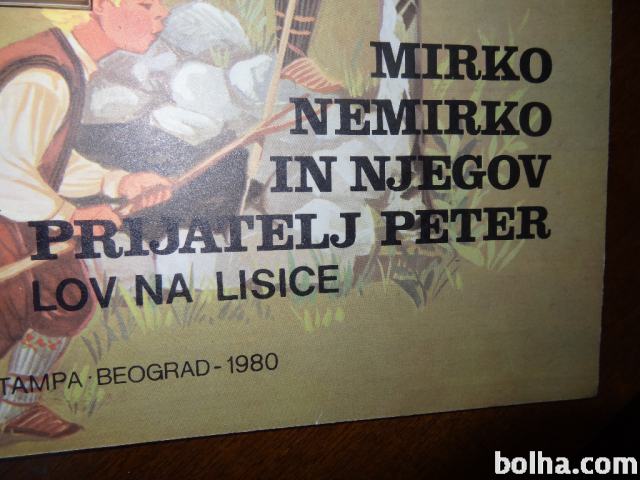 MIRKO
NEMIRKO
IN NJEGOV
PRIJATELJ PETER
LOV NA LISICE
TAMPA · BEOGRAD - 1980
bolha.com